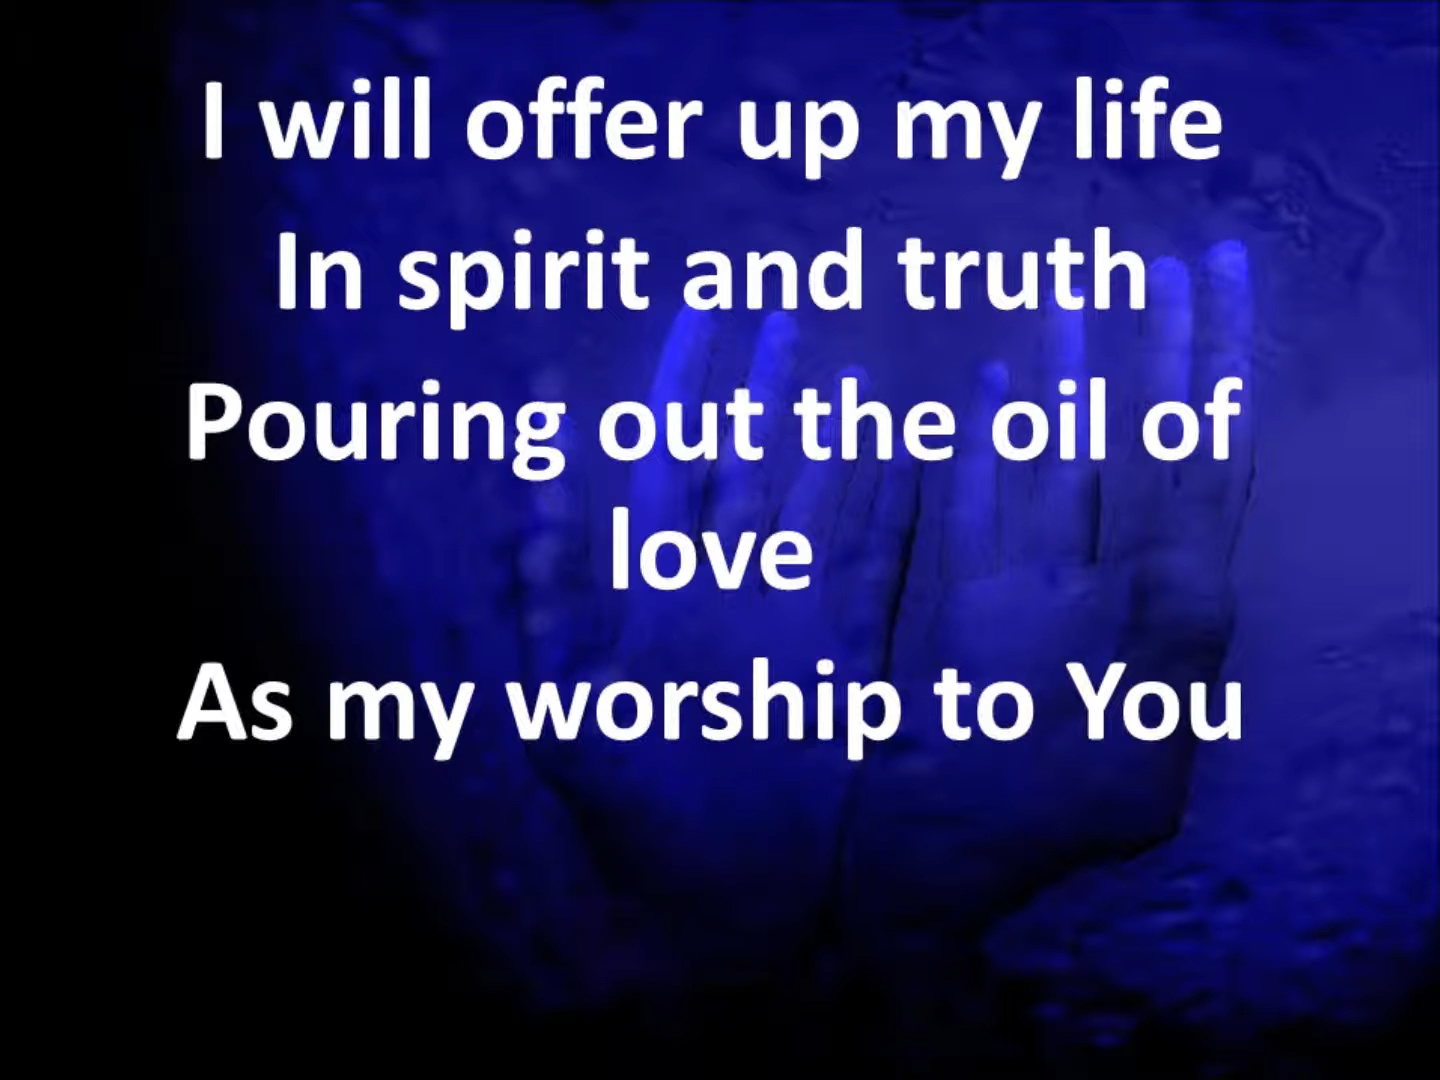 I will offer up my life
In spirit and truth
Pouring out the oil of
love
As my worship to You